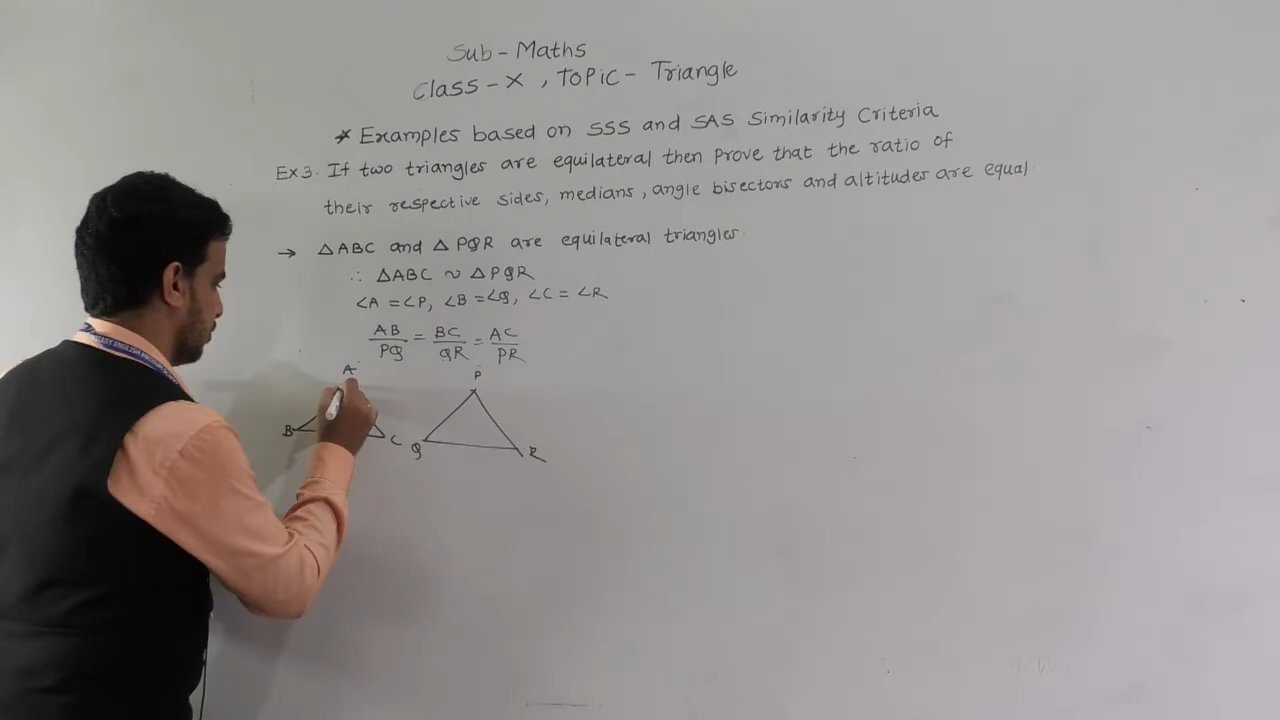 Sub - Maths
Class - X , Topic - Triangle
* Examples based on SSS and SAS Similarity Criteria
Ex 3. If two triangles are equilateral then prove that the ratio of
their respective sides, medians, angle bisectors and altitudes are equal.
→ △ABC and △ PQR are equilateral triangles.
∴ △ABC ~ △PQR
∠A = ∠P, ∠B = ∠Q, ∠C = ∠R
AB/PQ = BC/QR = AC/PR
A P
B C Q R